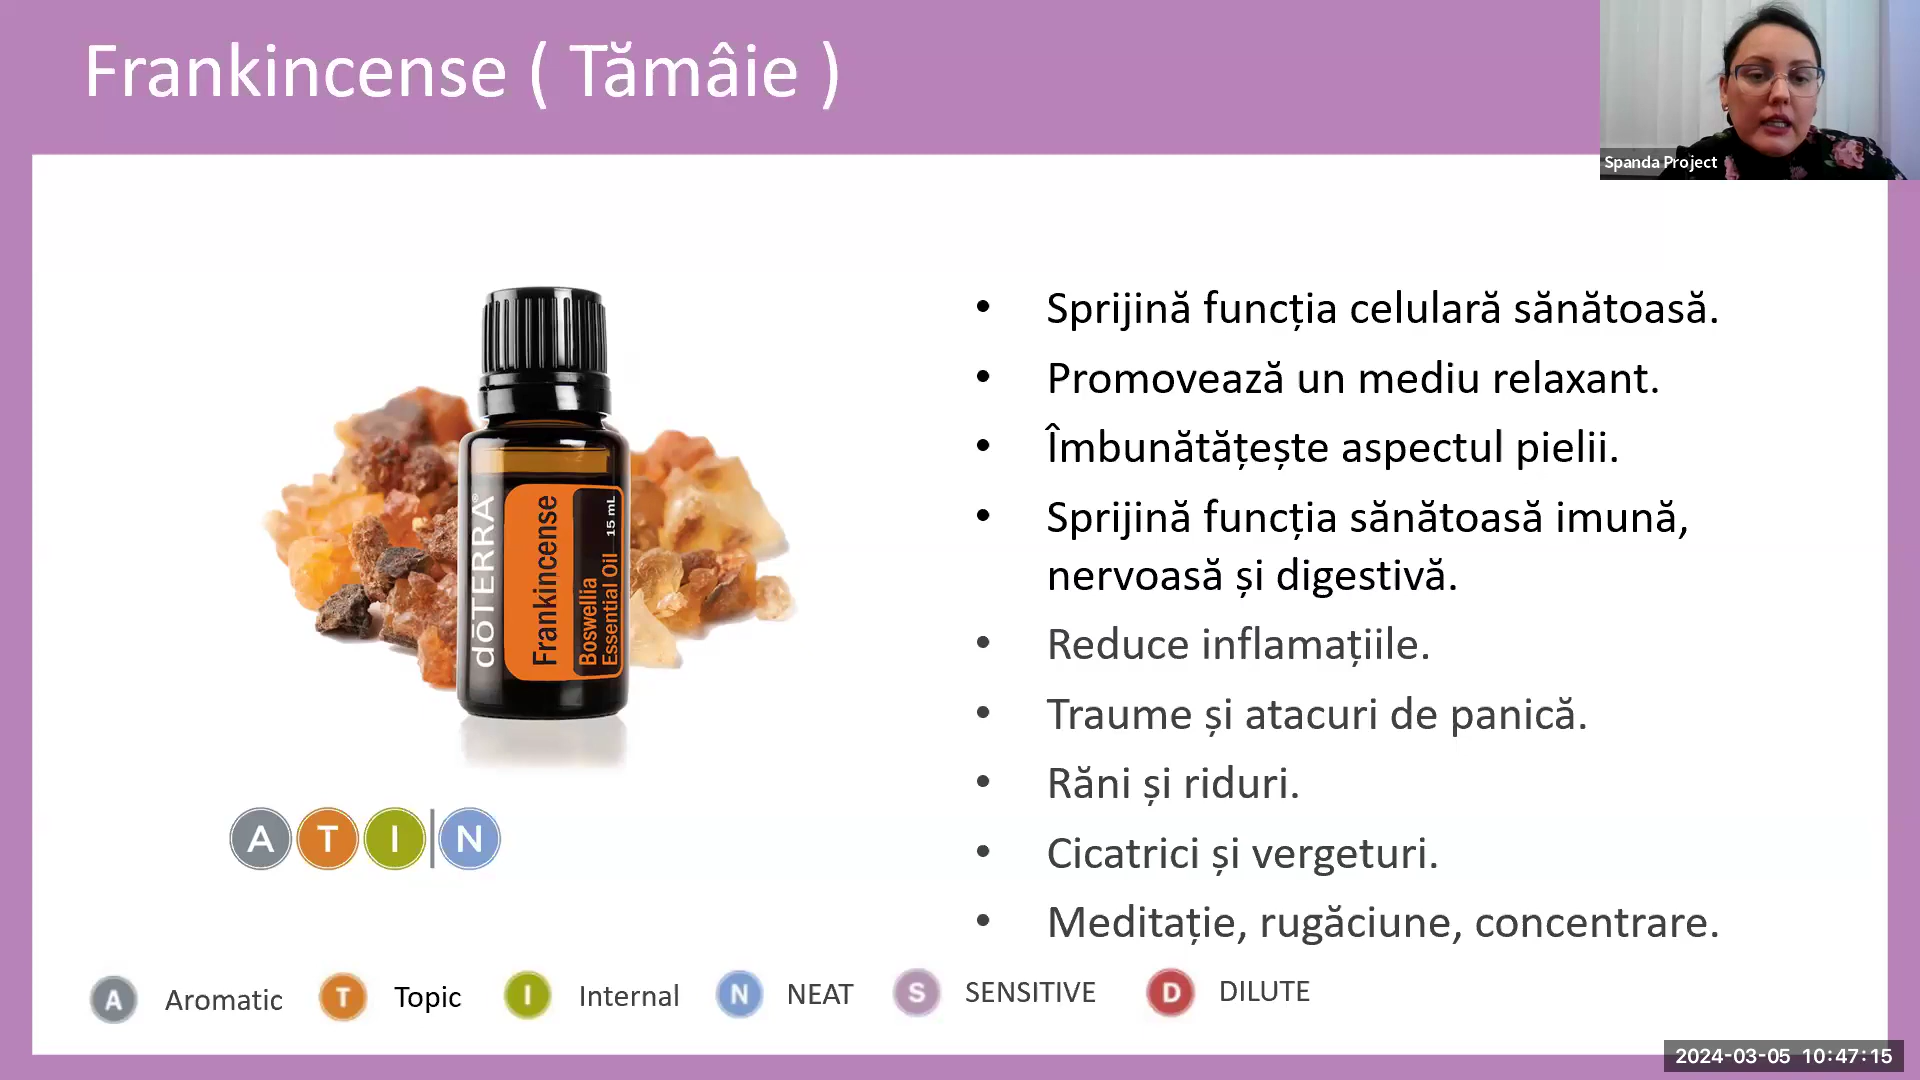 Frankincense ( Tămâie )
Spanda Project
• Sprijină funcția celulară sănătoasă.
• Promovează un mediu relaxant.
• Îmbunătățește aspectul pielii.
• Sprijină funcția sănătoasă imună,
nervoasă și digestivă.
• Reduce inflamațiile.
• Traume și atacuri de panică.
• Răni și riduri.
• Cicatrici și vergeturi.
• Meditație, rugăciune, concentrare.
dōTERRA®
Frankincense
Boswellia
Essential Oil 15 mL
A T I | N
A Aromatic T Topic I Internal N NEAT S SENSITIVE D DILUTE
2024-03-05 10:47:15